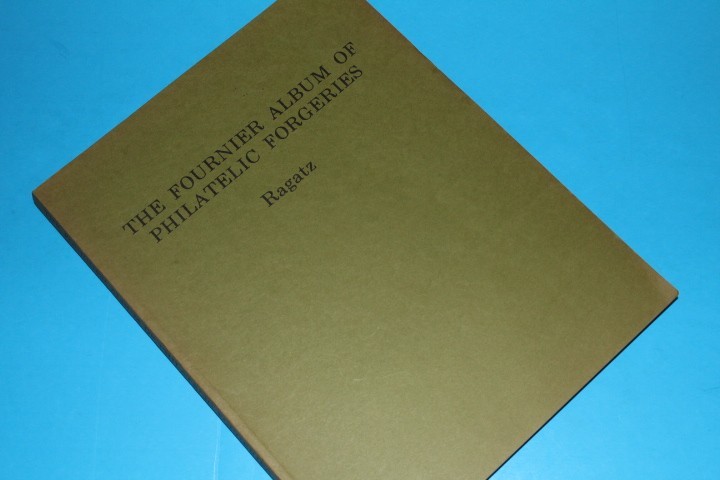 THE FOURNIER ALBUM OF
PHILATELIC FORGERIES
Ragatz